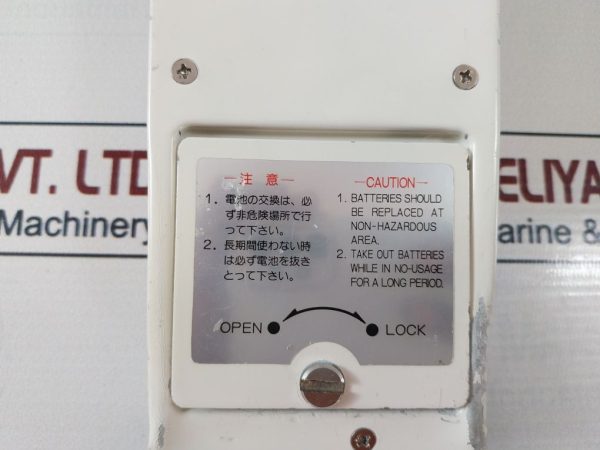 VT. LTD
Machinery
ELIYA
arine &
—注 意—
1. 電池の交換は、必
ず非危険場所で行
って下さい。
2. 長期間使わない時
は必ず電池を抜き
とって下さい。
—CAUTION—
1. BATTERIES SHOULD
BE REPLACED AT
NON-HAZARDOUS
AREA.
2. TAKE OUT BATTERIES
WHILE IN NO-USAGE
FOR A LONG PERIOD.
OPEN LOCK